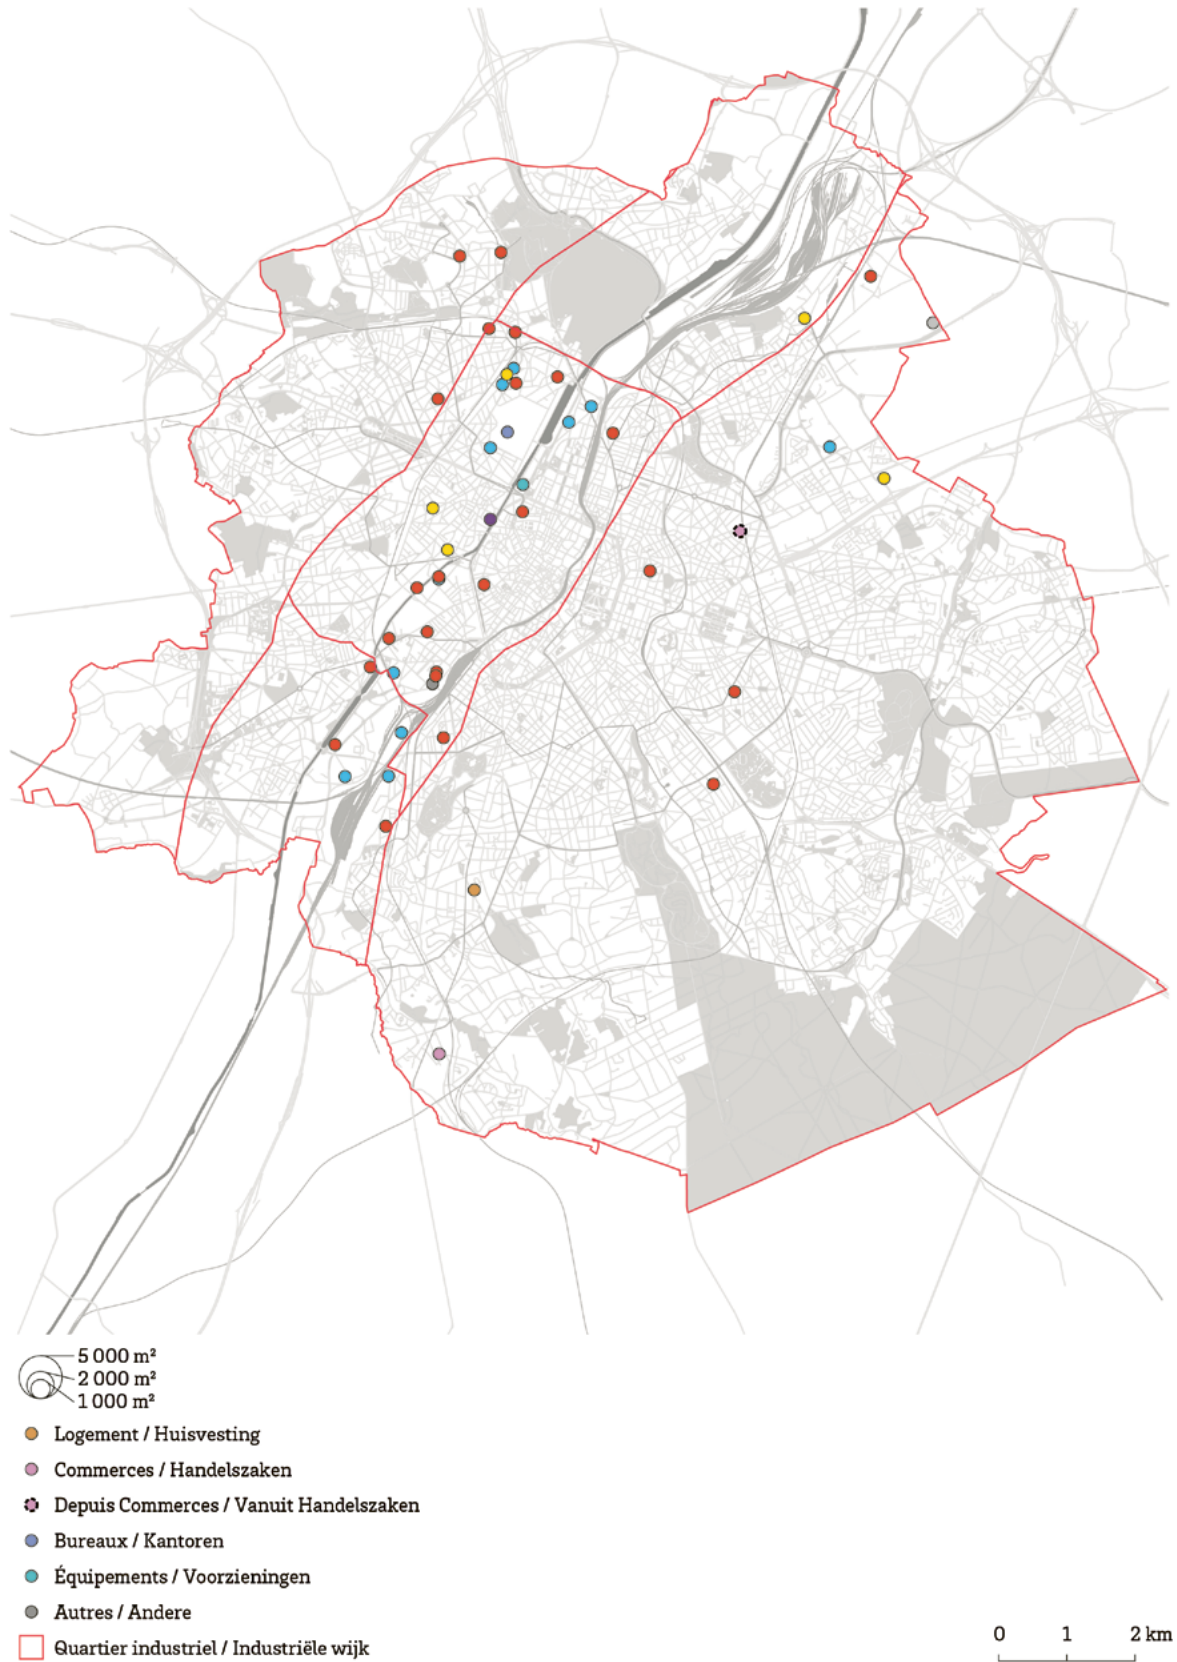 5 000 m²
2 000 m²
1 000 m²
Logement / Huisvesting
Commerces / Handelszaken
Depuis Commerces / Vanuit Handelszaken
Bureaux / Kantoren
Équipements / Voorzieningen
Autres / Andere
Quartier industriel / Industriële wijk
0 1 2 km